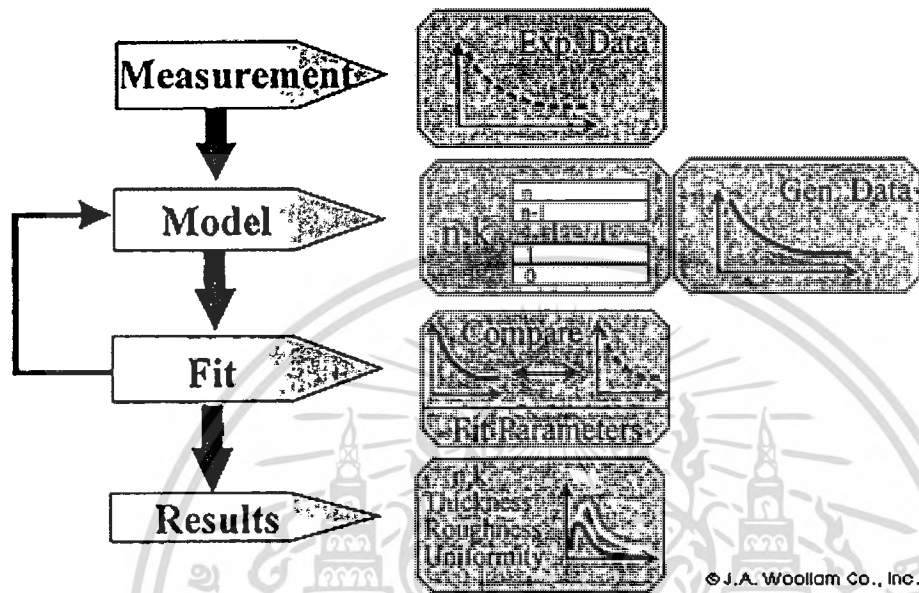 Measurement
Exp. Data
Model
n
n-1
n,k
1
0
Gen. Data
Fit
Compare
Fit Parameters
Results
n,k
Thickness
Roughness
Uniformity
© J.A. Woollam Co., Inc.